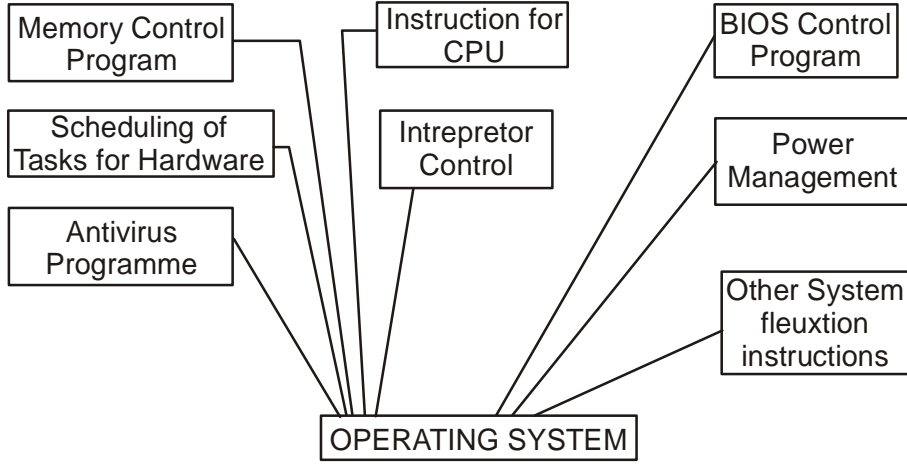 Memory Control
Program
Instruction for
CPU
BIOS Control
Program
Scheduling of
Tasks for Hardware
Intrepretor
Control
Power
Management
Antivirus
Programme
Other System
fleuxtion
instructions
OPERATING SYSTEM